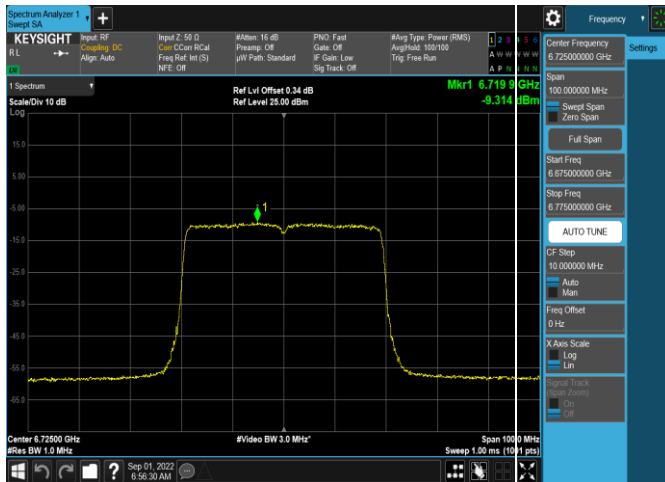 Spectrum Analyzer 1
Swept SA
Frequency
KEYSIGHT
R L
Input: RF
Coupling: DC
Align: Auto
Input Z: 50 Ω
Corr CCorr RCal
Freq Ref: Int (S)
NFE: Off
#Atten: 16 dB
Preamp: Off
µW Path: Standard
PNO: Fast
Gate: Off
IF Gain: Low
Sig Track: Off
#Avg Type: Power (RMS)
Avg|Hold: 100/100
Trig: Free Run
1 2 3 4 5 6
A W W W W W
A P N N N N
1 Spectrum
Scale/Div 10 dB
Log
Ref Lvl Offset 0.34 dB
Ref Level 25.00 dBm
Mkr1 6.719 9 GHz
-9.314 dBm
15.0
5.00
-5.00
-15.0
-25.0
-35.0
-45.0
-55.0
-65.0
1
Center 6.72500 GHz
#Res BW 1.0 MHz
#Video BW 3.0 MHz*
Span 100.0 MHz
Sweep 1.00 ms (1001 pts)
Sep 01, 2022
6:56:30 AM
Center Frequency
6.725000000 GHz
Settings
Span
100.000000 MHz
Swept Span
Zero Span
Full Span
Start Freq
6.675000000 GHz
Stop Freq
6.775000000 GHz
AUTO TUNE
CF Step
10.000000 MHz
Auto
Man
Freq Offset
0 Hz
X Axis Scale
Log
Lin
Signal Track
(Span Zoom)
On
Off